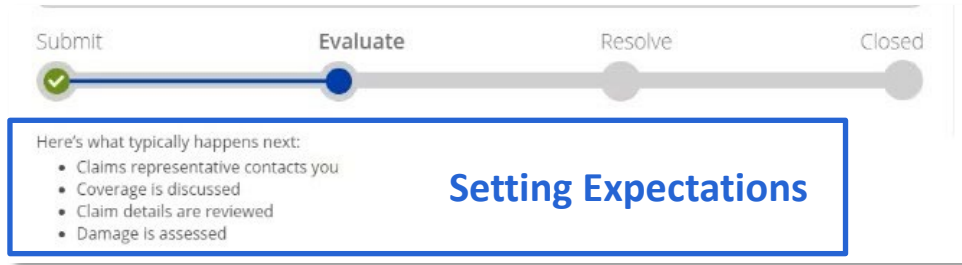 Submit Evaluate Resolve Closed
Here's what typically happens next:
• Claims representative contacts you
• Coverage is discussed
• Claim details are reviewed
• Damage is assessed
Setting Expectations